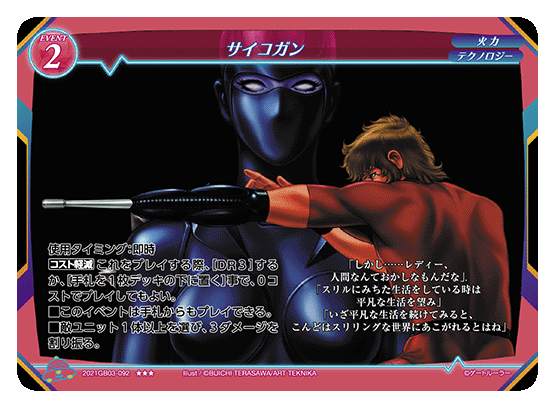 EVENT
2
サイコガン
火力
テクノロジー
使用タイミング:即時
コスト軽減 これをプレイする際、【DR3】する
か、【手札を1枚デッキの下に置く】事で、0コ
ストでプレイしてもよい。
■このイベントは手札からもプレイできる。
■敵ユニット1体以上を選び、3ダメージを
割り振る。
「しかし……レディー、
人間なんておかしなもんだな」
「スリルにみちた生活をしている時は
平凡な生活を望み」
「いざ平凡な生活を続けてみると、
こんどはスリリングな世界にあこがれるとはね」
2021GB03-092 ★★★ Illust / ©BUICHI TERASAWA/ART TEKNIKA
©ゲートルーラー